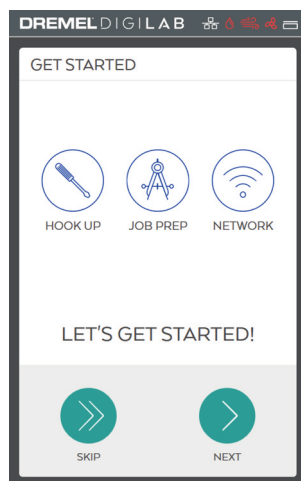 DREMEL DIGILAB
GET STARTED
HOOK UP JOB PREP NETWORK
LET'S GET STARTED!
SKIP NEXT